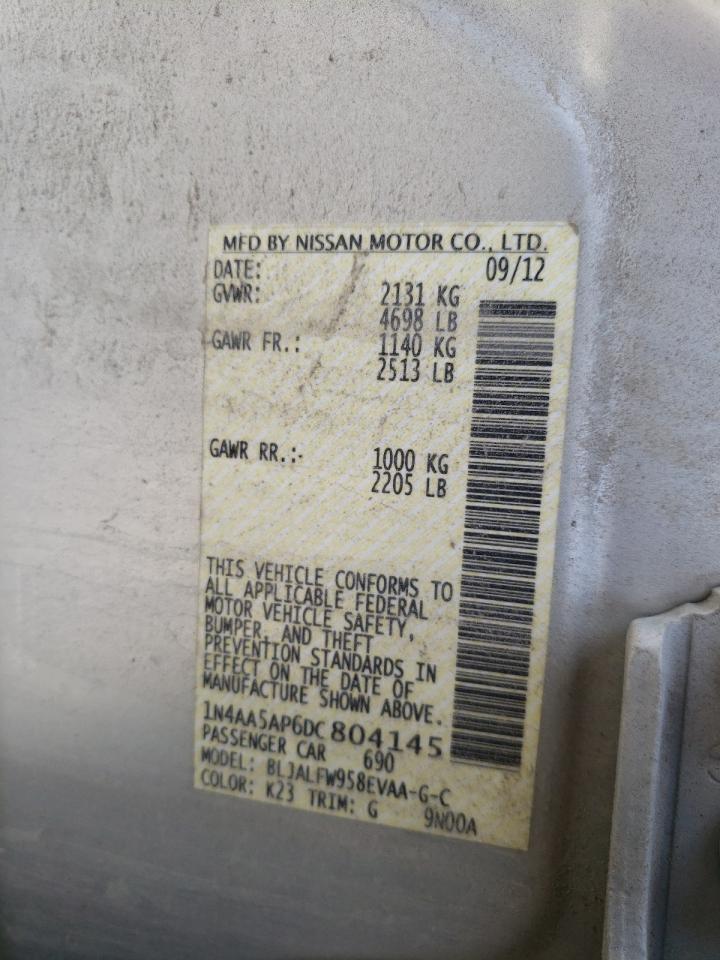 MFD BY NISSAN MOTOR CO., LTD.
DATE: 09/12
GVWR: 2131 KG
4698 LB
GAWR FR.: 1140 KG
2513 LB
GAWR RR.: 1000 KG
2205 LB
THIS VEHICLE CONFORMS TO
ALL APPLICABLE FEDERAL
MOTOR VEHICLE SAFETY,
BUMPER, AND THEFT
PREVENTION STANDARDS IN
EFFECT ON THE DATE OF
MANUFACTURE SHOWN ABOVE.
1N4AA5AP6DC804145
PASSENGER CAR 690
MODEL: BLJALFW958EVAA-G-C
COLOR: K23 TRIM: G 9N00A